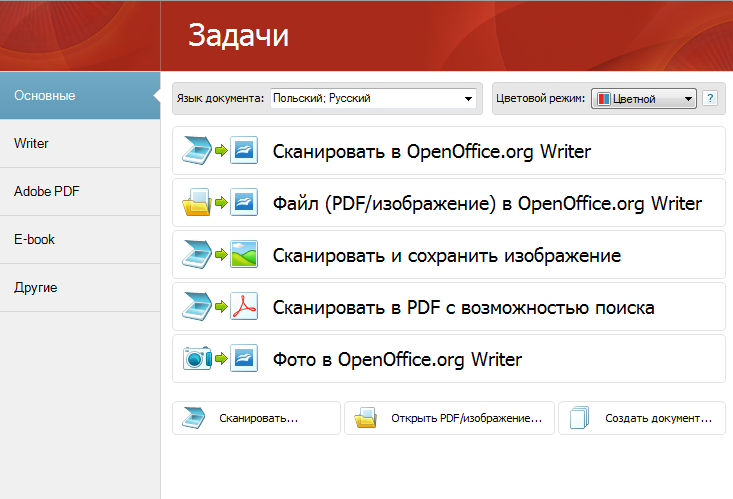 Задачи
Основные
Writer
Adobe PDF
E-book
Другие
Язык документа: Польский; Русский
Цветовой режим: Цветной ?
Сканировать в OpenOffice.org Writer
Файл (PDF/изображение) в OpenOffice.org Writer
Сканировать и сохранить изображение
Сканировать в PDF с возможностью поиска
Фото в OpenOffice.org Writer
Сканировать...
Открыть PDF/изображение...
Создать документ...